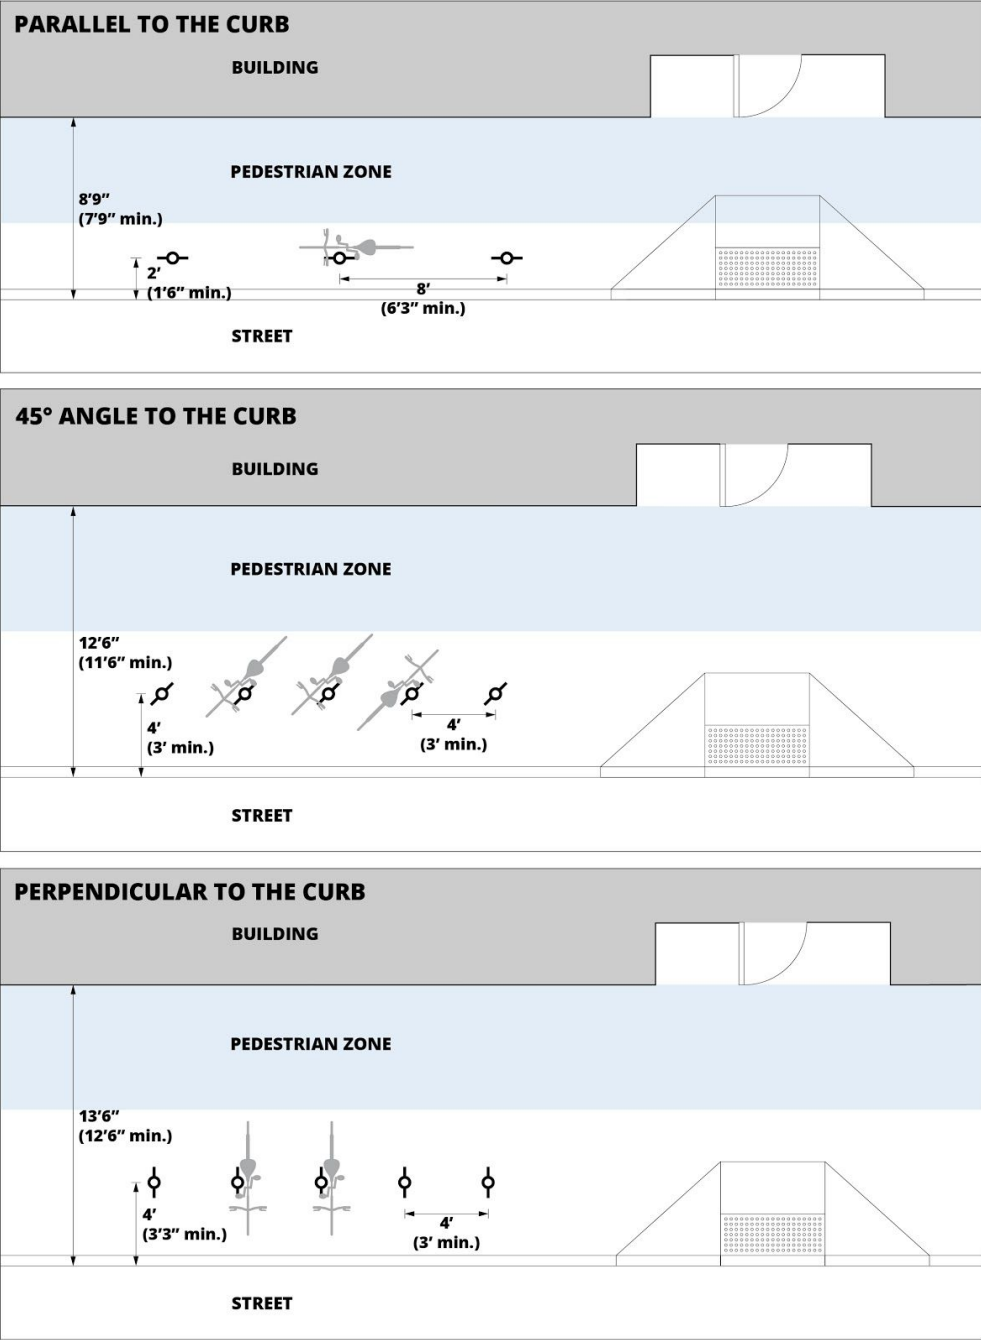 PARALLEL TO THE CURB
BUILDING
PEDESTRIAN ZONE
8’9”
(7’9” min.)
2’
(1’6” min.)
8’
(6’3” min.)
STREET
45° ANGLE TO THE CURB
BUILDING
PEDESTRIAN ZONE
12’6”
(11’6” min.)
4’
(3’ min.)
4’
(3’ min.)
STREET
PERPENDICULAR TO THE CURB
BUILDING
PEDESTRIAN ZONE
13’6”
(12’6” min.)
4’
(3’3” min.)
4’
(3’ min.)
STREET